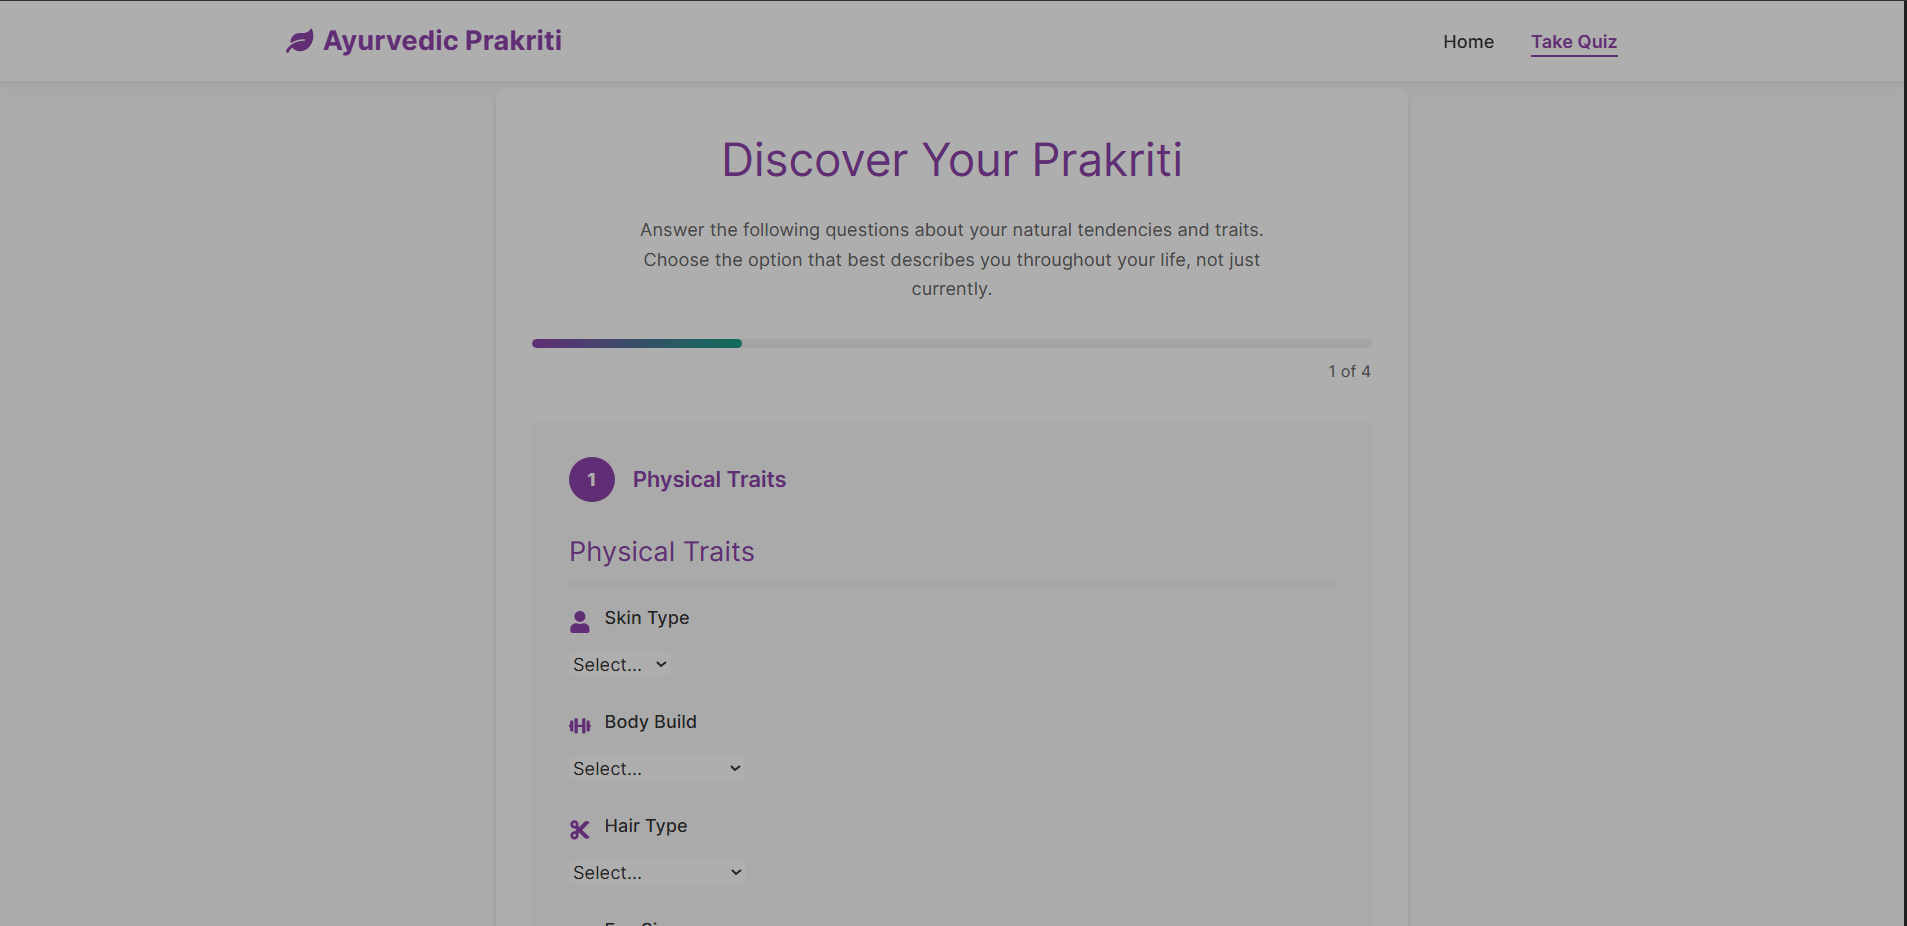 Ayurvedic Prakriti
Home
Take Quiz
Discover Your Prakriti
Answer the following questions about your natural tendencies and traits.
Choose the option that best describes you throughout your life, not just
currently.
1 of 4
1
Physical Traits
Physical Traits
Skin Type
Select...
Body Build
Select...
Hair Type
Select...